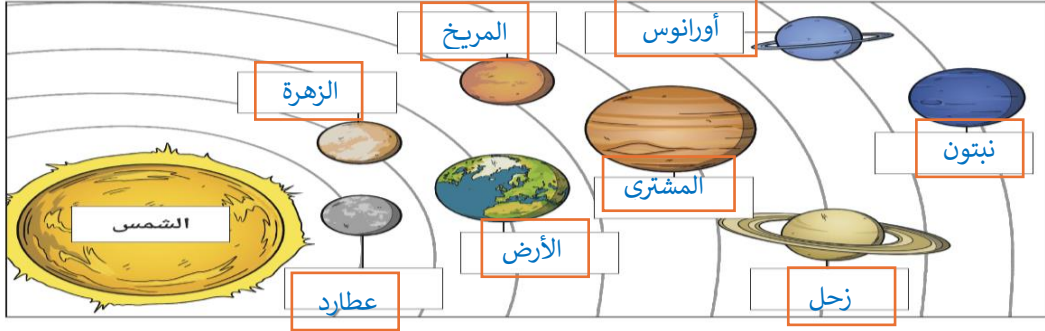 أورانوس
المريخ
الزهرة
نبتون
المشترى
الشمس
الأرض
زحل
عطارد